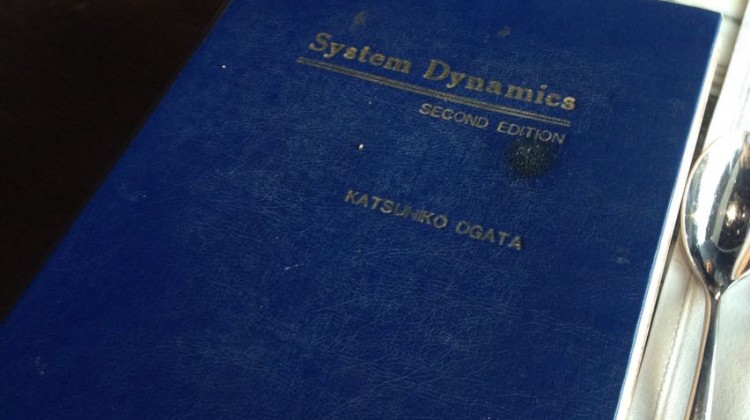 System Dynamics
SECOND EDITION
KATSUHIKO OGATA